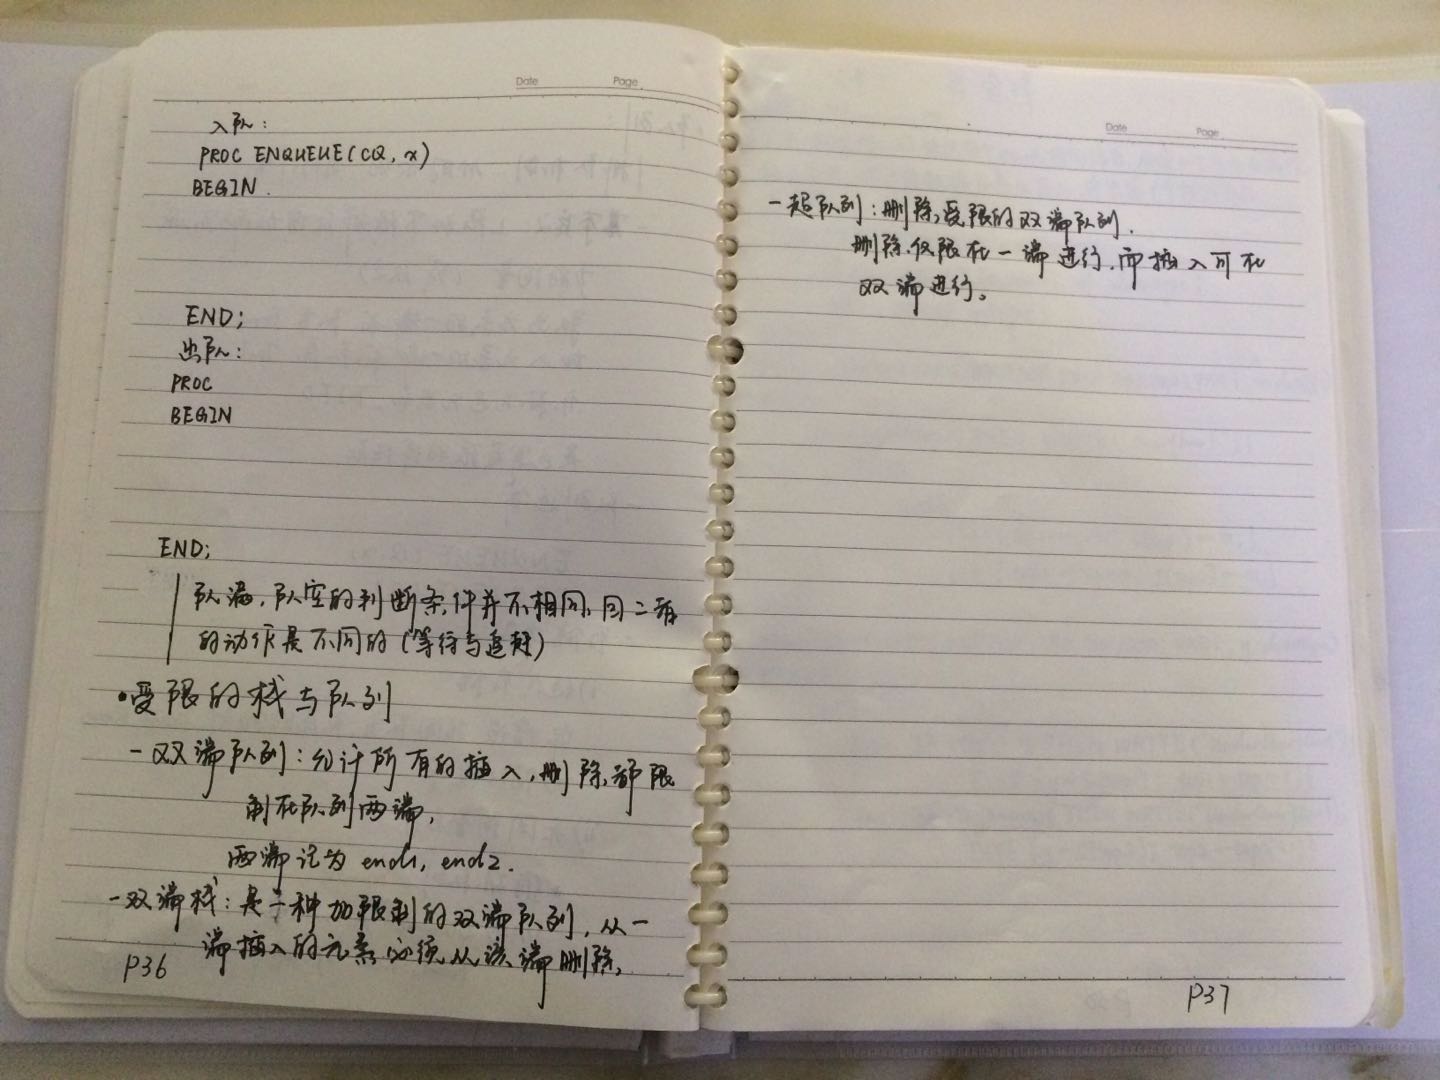 Date Page
入队:
PROC ENQUEUE(CQ, x)
BEGIN
END;
出队:
PROC
BEGIN
END;
队满,队空的判断条件并不相同,因二者
的动作是不同的(等待与追赶)
·受限的栈与队列
-双端队列:允许所有的插入,删除都限
制在队列两端,
两端记为 end1, end2.
-双端栈:是一种加限制的双端队列,从一
端插入的元素必须从该端删除。
P36
Date Page
-超队列:删除受限的双端队列.
删除仅限在一端进行,而插入可在
双端进行。
P37